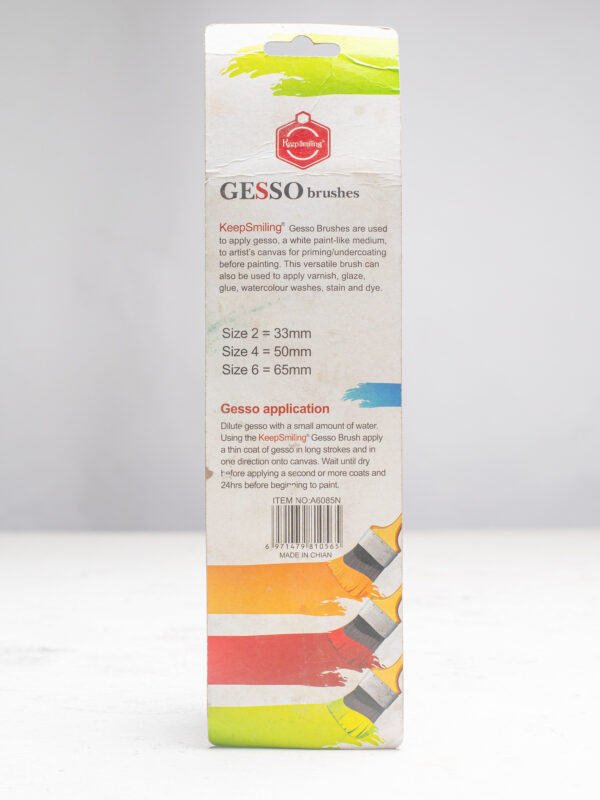 KeepSmiling®
GESSO brushes
KeepSmiling® Gesso Brushes are used
to apply gesso, a white paint-like medium,
to artist's canvas for priming/undercoating
before painting. This versatile brush can
also be used to apply varnish, glaze,
glue, watercolour washes, stain and dye.
Size 2 = 33mm
Size 4 = 50mm
Size 6 = 65mm
Gesso application
Dilute gesso with a small amount of water.
Using the KeepSmiling® Gesso Brush apply
a thin coat of gesso in long strokes and in
one direction onto canvas. Wait until dry
before applying a second or more coats and
24hrs before beginning to paint.
ITEM NO:A6085N
6 971479 810565
MADE IN CHIAN